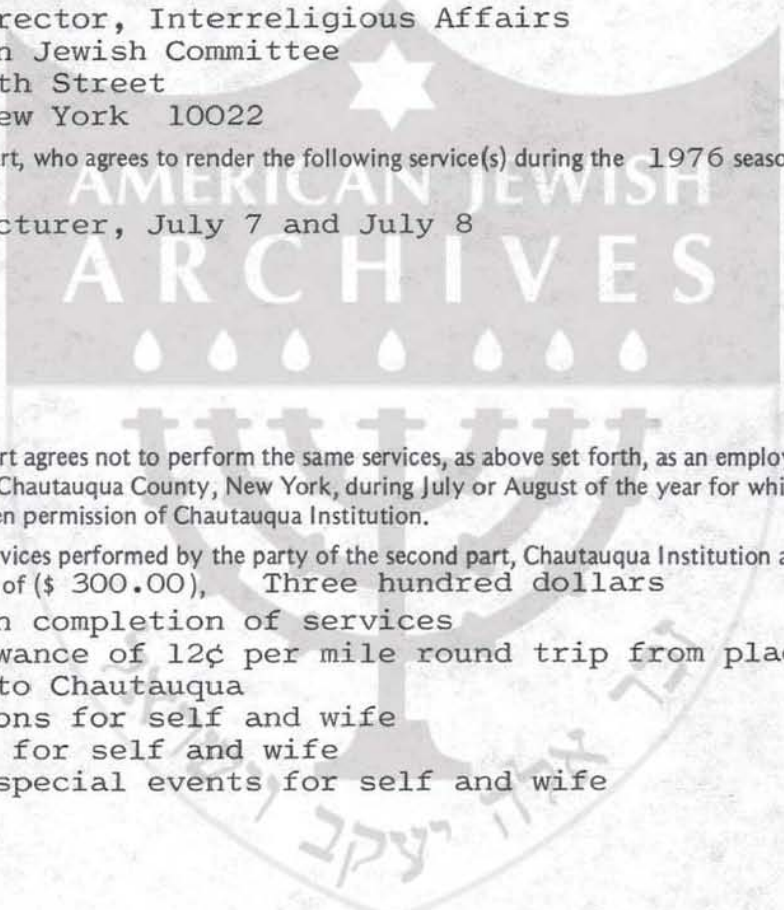 rector, Interreligious Affairs
n Jewish Committee
th Street
ew York 10022
rt, who agrees to render the following service(s) during the 1976 seaso
AMERICAN JEWISH
cturer, July 7 and July 8
ARCHIVES
rt agrees not to perform the same services, as above set forth, as an employ
Chautauqua County, New York, during July or August of the year for whi
en permission of Chautauqua Institution.
vices performed by the party of the second part, Chautauqua Institution a
of ($ 300.00), Three hundred dollars
n completion of services
wance of 12¢ per mile round trip from pla
to Chautauqua
ons for self and wife
for self and wife
special events for self and wife
זכר אלה יעקב וישראל